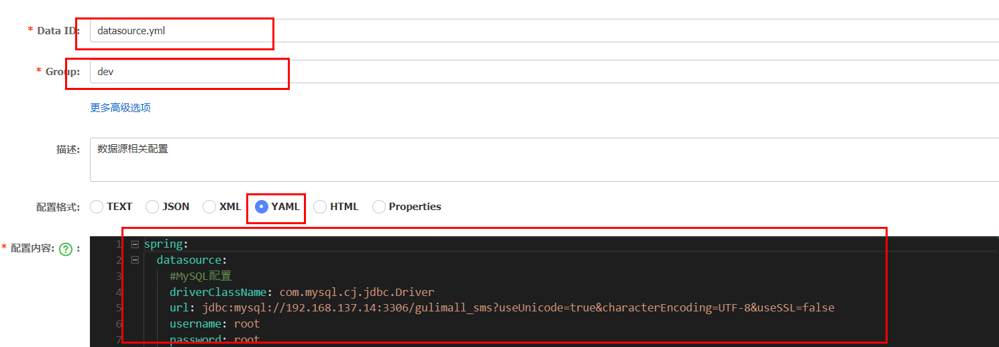 * Data ID: datasource.yml
* Group: dev
更多高级选项
描述: 数据源相关配置
配置格式: TEXT JSON XML YAML HTML Properties
* 配置内容: ? :
1 spring:
2 datasource:
3 #MySQL配置
4 driverClassName: com.mysql.cj.jdbc.Driver
5 url: jdbc:mysql://192.168.137.14:3306/gulimall_sms?useUnicode=true&characterEncoding=UTF-8&useSSL=false
6 username: root
7 password: root